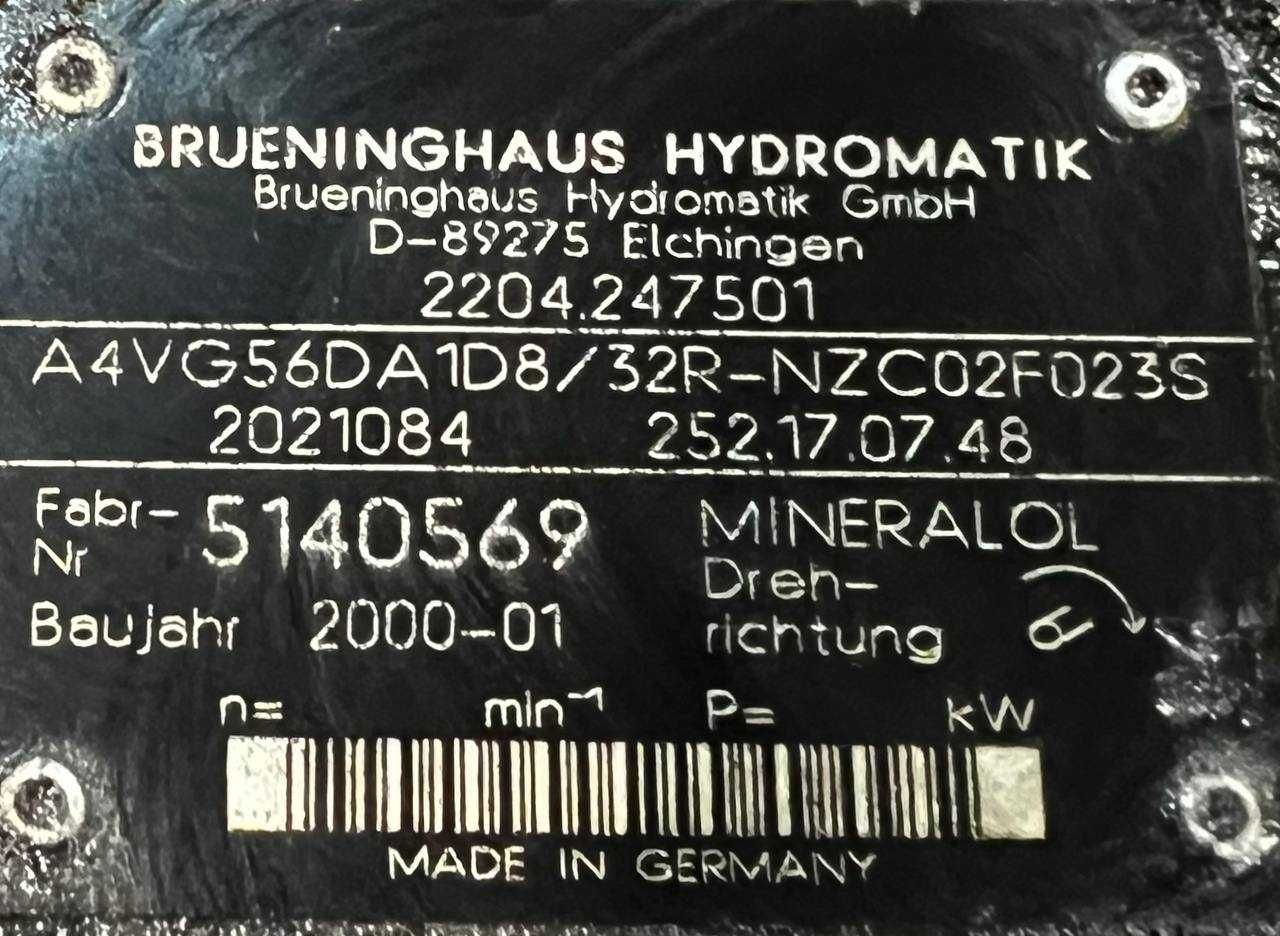 BRUENINGHAUS HYDROMATIK
Brueninghaus Hydromatik GmbH
D-89275 Elchingen
2204.247501
A4VG56DA1D8/32R-NZC02F023S
2021084 252.17.07.48
Fabr-Nr 5140569 MINERALOL
Baujahr 2000-01 Dreh-richtung
n= min⁻¹ P= kW
MADE IN GERMANY